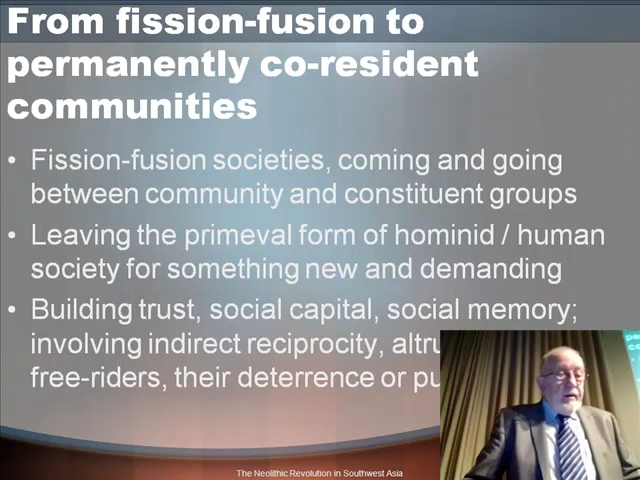 From fission-fusion to
permanently co-resident
communities
• Fission-fusion societies, coming and going
between community and constituent groups
• Leaving the primeval form of hominid / human
society for something new and demanding
• Building trust, social capital, social memory;
involving indirect reciprocity, altru
free-riders, their deterrence or pu
The Neolithic Revolution in Southwest Asia